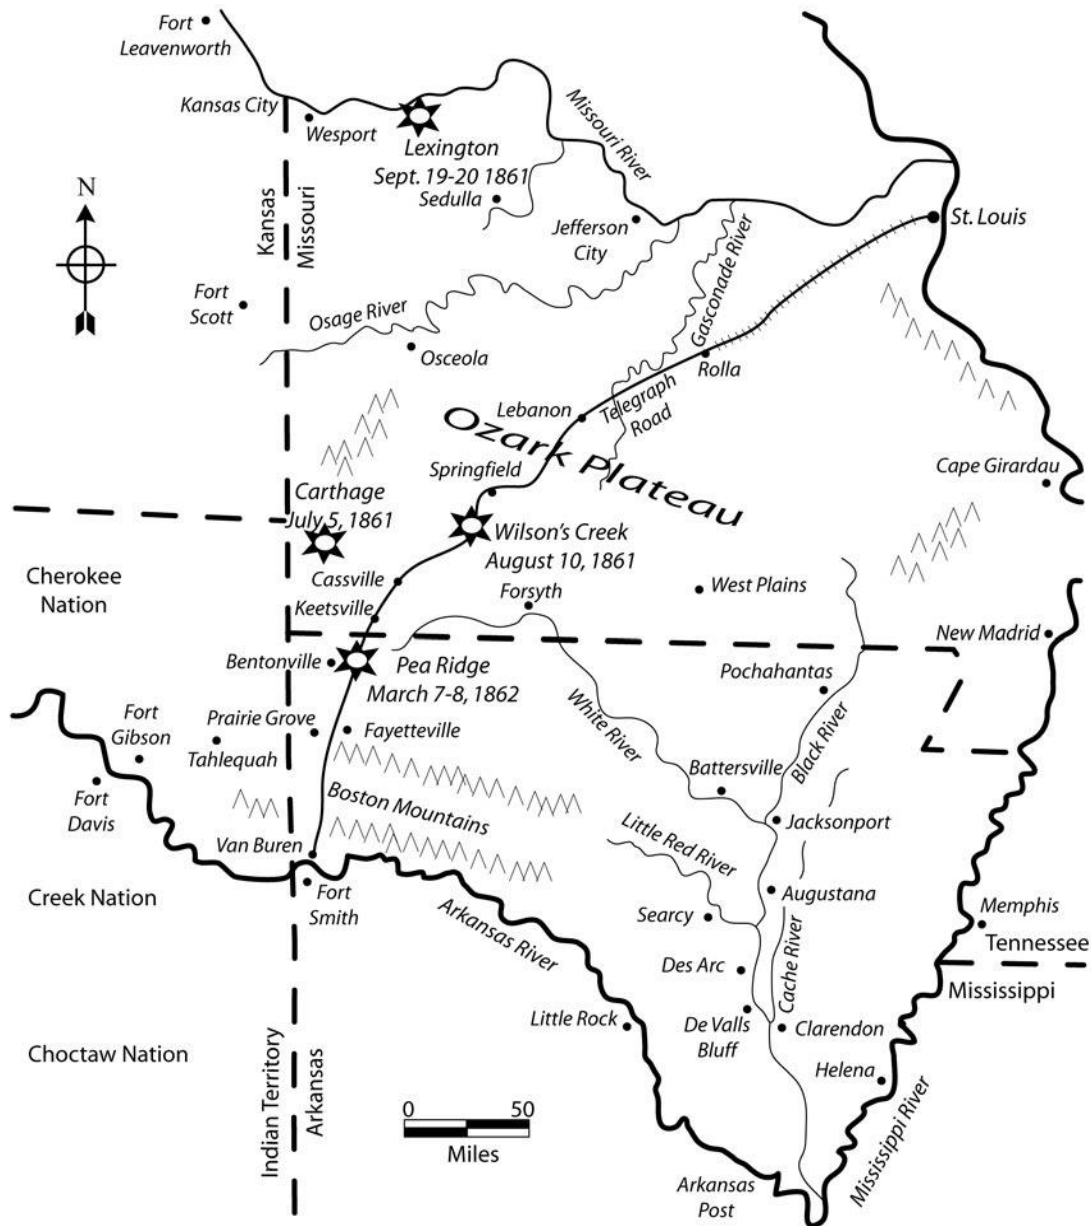 Fort
Leavenworth
Kansas City
Wesport
Lexington
Sept. 19-20 1861
Sedulla
Missouri River
N
Kansas
Missouri
Jefferson
City
St. Louis
Gasconade River
Fort
Scott
Osage River
Osceola
Rolla
Telegraph
Road
Lebanon
Ozark Plateau
Springfield
Cape Girardau
Carthage
July 5, 1861
Wilson's Creek
August 10, 1861
Cherokee
Nation
Cassville
Forsyth
West Plains
Keetsville
New Madrid
Bentonville
Pea Ridge
March 7-8, 1862
Pochahantas
White River
Black River
Fort
Gibson
Prairie Grove
Tahlequah
Fayetteville
Battersville
Fort
Davis
Boston Mountains
Van Buren
Little Red River
Jacksonport
Creek Nation
Fort
Smith
Arkansas River
Augustana
Searcy
Cache River
Memphis
Tennessee
Des Arc
Mississippi
Little Rock
De Valls
Bluff
Clarendon
Choctaw Nation
Helena
Indian Territory
Arkansas
0 50
Miles
Mississippi River
Arkansas
Post